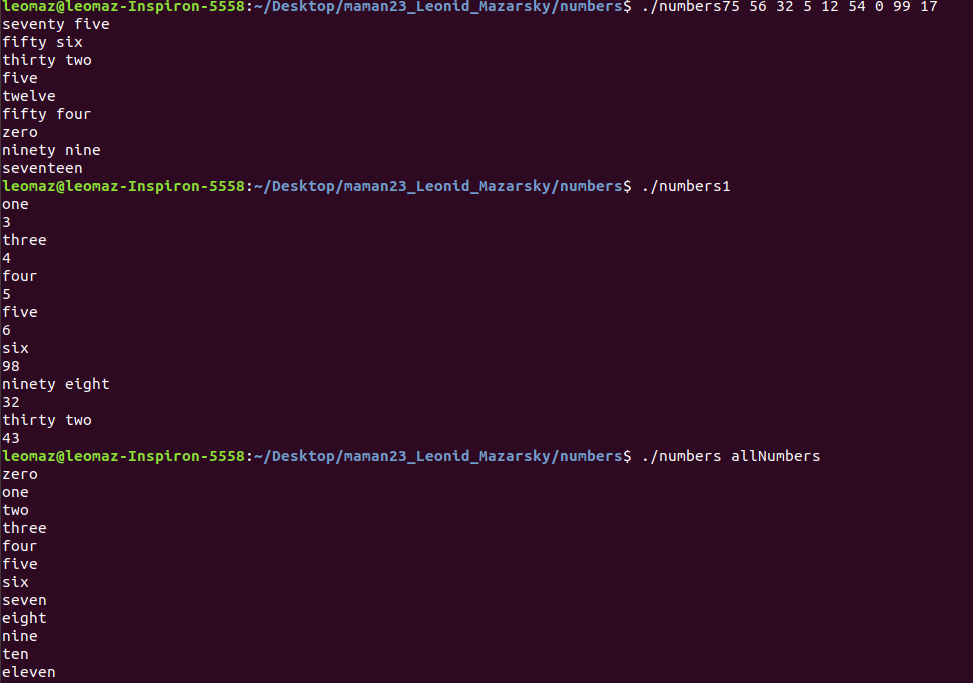 leomaz@leomaz-Inspiron-5558:~/Desktop/maman23_Leonid_Mazarsky/numbers$ ./numbers75 56 32 5 12 54 0 99 17
seventy five
fifty six
thirty two
five
twelve
fifty four
zero
ninety nine
seventeen
leomaz@leomaz-Inspiron-5558:~/Desktop/maman23_Leonid_Mazarsky/numbers$ ./numbers1
one
3
three
4
four
5
five
6
six
98
ninety eight
32
thirty two
43
leomaz@leomaz-Inspiron-5558:~/Desktop/maman23_Leonid_Mazarsky/numbers$ ./numbers allNumbers
zero
one
two
three
four
five
six
seven
eight
nine
ten
eleven